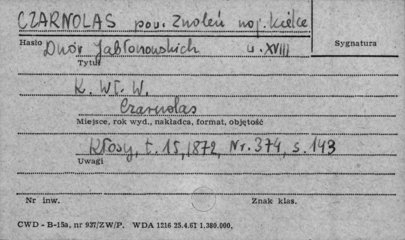 CZARNOLAS pow. Zwoleń woj. Kielce
Hasło Dwór Jabłonowskich w. XVIII Sygnatura
Tytuł
K. Wł. W.
Czarnolas
Miejsce, rok wyd., nakładca, format, objętość
Kłosy, t. 15, 1872, Nr. 374, s. 143
Uwagi
Nr inw. Znak klas.
CWD - B-15a, nr 937/ZW/P. WDA 1216 25.4.61 1.389.000.